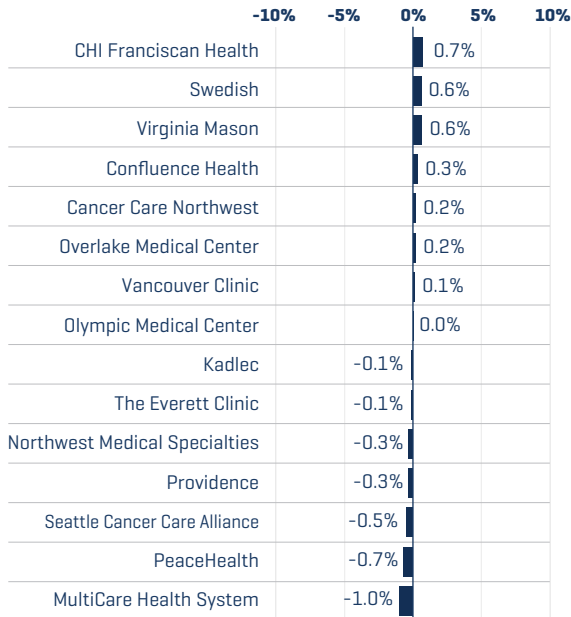 -10% -5% 0% 5% 10%
CHI Franciscan Health 0.7%
Swedish 0.6%
Virginia Mason 0.6%
Confluence Health 0.3%
Cancer Care Northwest 0.2%
Overlake Medical Center 0.2%
Vancouver Clinic 0.1%
Olympic Medical Center 0.0%
Kadlec -0.1%
The Everett Clinic -0.1%
Northwest Medical Specialties -0.3%
Providence -0.3%
Seattle Cancer Care Alliance -0.5%
PeaceHealth -0.7%
MultiCare Health System -1.0%